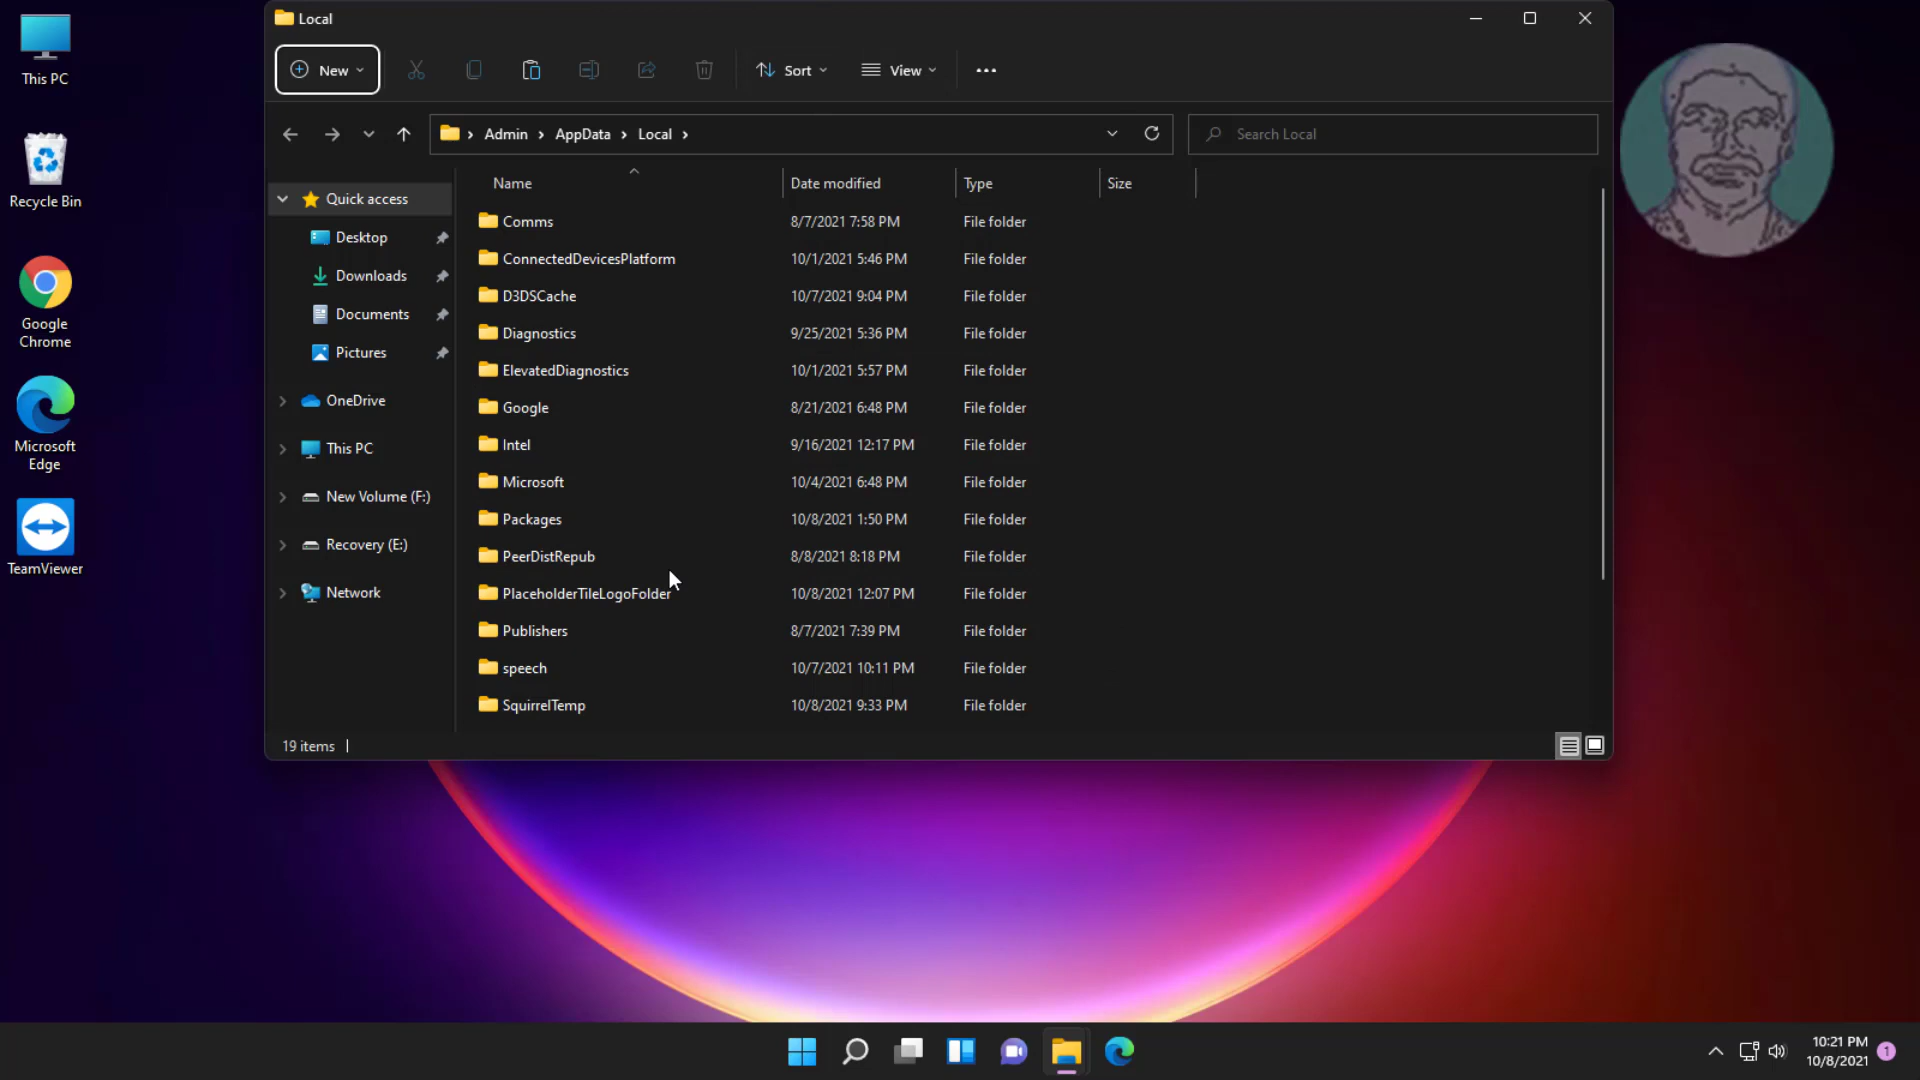 Local
New
Sort
View
Admin
AppData
Local
Search Local
Name
Date modified
Type
Size
Comms 8/7/2021 7:58 PM File folder
ConnectedDevicesPlatform 10/1/2021 5:46 PM File folder
D3DSCache 10/7/2021 9:04 PM File folder
Diagnostics 9/25/2021 5:36 PM File folder
ElevatedDiagnostics 10/1/2021 5:57 PM File folder
Google 8/21/2021 6:48 PM File folder
Intel 9/16/2021 12:17 PM File folder
Microsoft 10/4/2021 6:48 PM File folder
Packages 10/8/2021 1:50 PM File folder
PeerDistRepub 8/8/2021 8:18 PM File folder
PlaceholderTileLogoFolder 10/8/2021 12:07 PM File folder
Publishers 8/7/2021 7:39 PM File folder
speech 10/7/2021 10:11 PM File folder
SquirrelTemp 10/8/2021 9:33 PM File folder
Quick access
Desktop
Downloads
Documents
Pictures
OneDrive
This PC
New Volume (F:)
Recovery (E:)
Network
19 items
This PC
Recycle Bin
Google
Chrome
Microsoft
Edge
TeamViewer
10:21 PM
10/8/2021
1